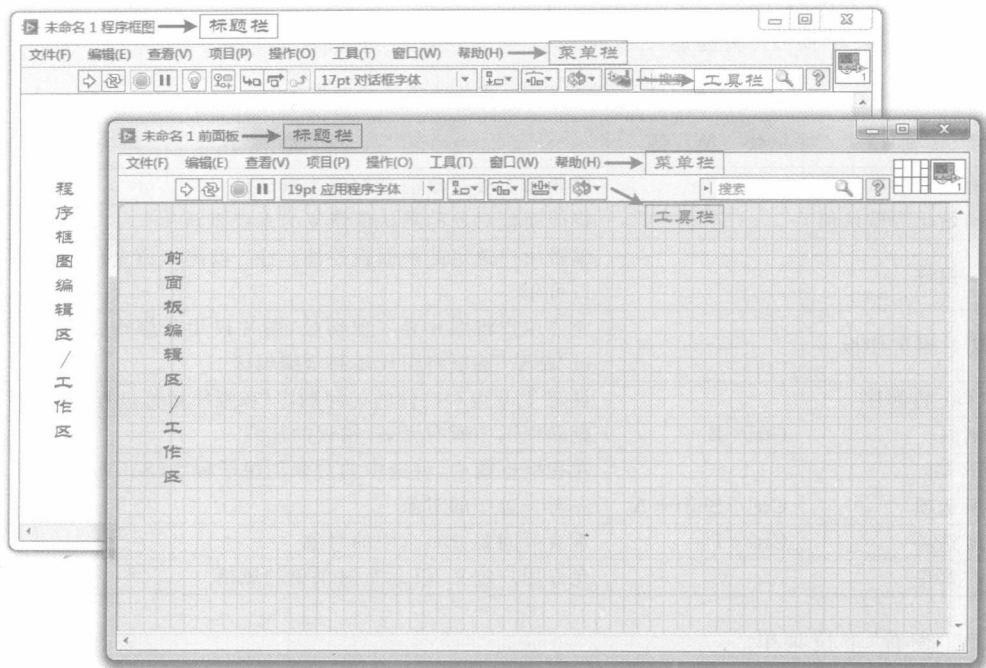 未命名 1 程序框图 标题栏
文件(F) 编辑(E) 查看(V) 项目(P) 操作(O) 工具(T) 窗口(W) 帮助(H) 菜单栏
17pt 对话框字体 搜索 工具栏 ? 1
程序框图编辑区/工作区
未命名 1 前面板 标题栏
文件(F) 编辑(E) 查看(V) 项目(P) 操作(O) 工具(T) 窗口(W) 帮助(H) 菜单栏
19pt 应用程序字体 搜索 ? 1
工具栏
前面板编辑区/工作区